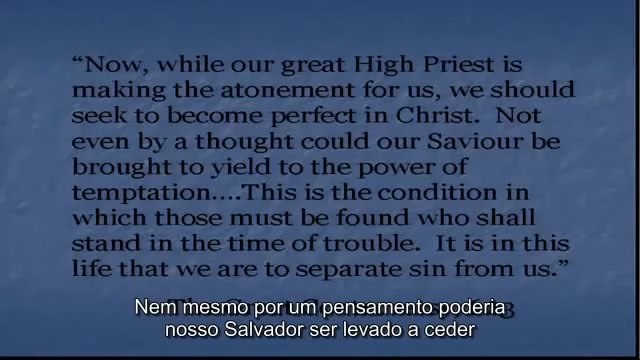 “Now, while our great High Priest is
making the atonement for us, we should
seek to become perfect in Christ.  Not
even by a thought could our Saviour be
brought to yield to the power of
temptation....This is the condition in
which those must be found who shall
stand in the time of trouble.  It is in this
life that we are to separate sin from us.”
Nem mesmo por um pensamento poderia
nosso Salvador ser levado a ceder